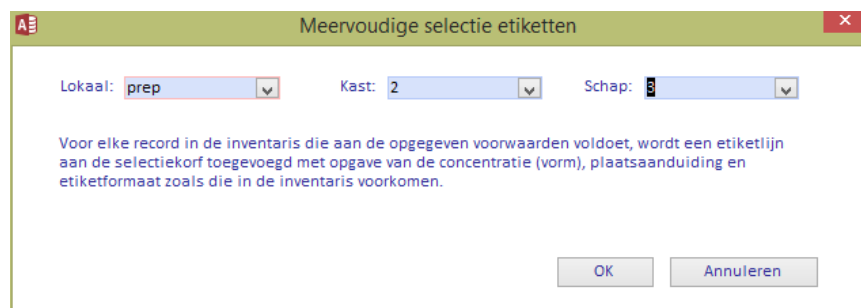 Meervoudige selectie etiketten
Lokaal: prep Kast: 2 Schap: 3
Voor elke record in de inventaris die aan de opgegeven voorwaarden voldoet, wordt een etiketlijn
aan de selectiekorf toegevoegd met opgave van de concentratie (vorm), plaatsaanduiding en
etiketformaat zoals die in de inventaris voorkomen.
OK Annuleren